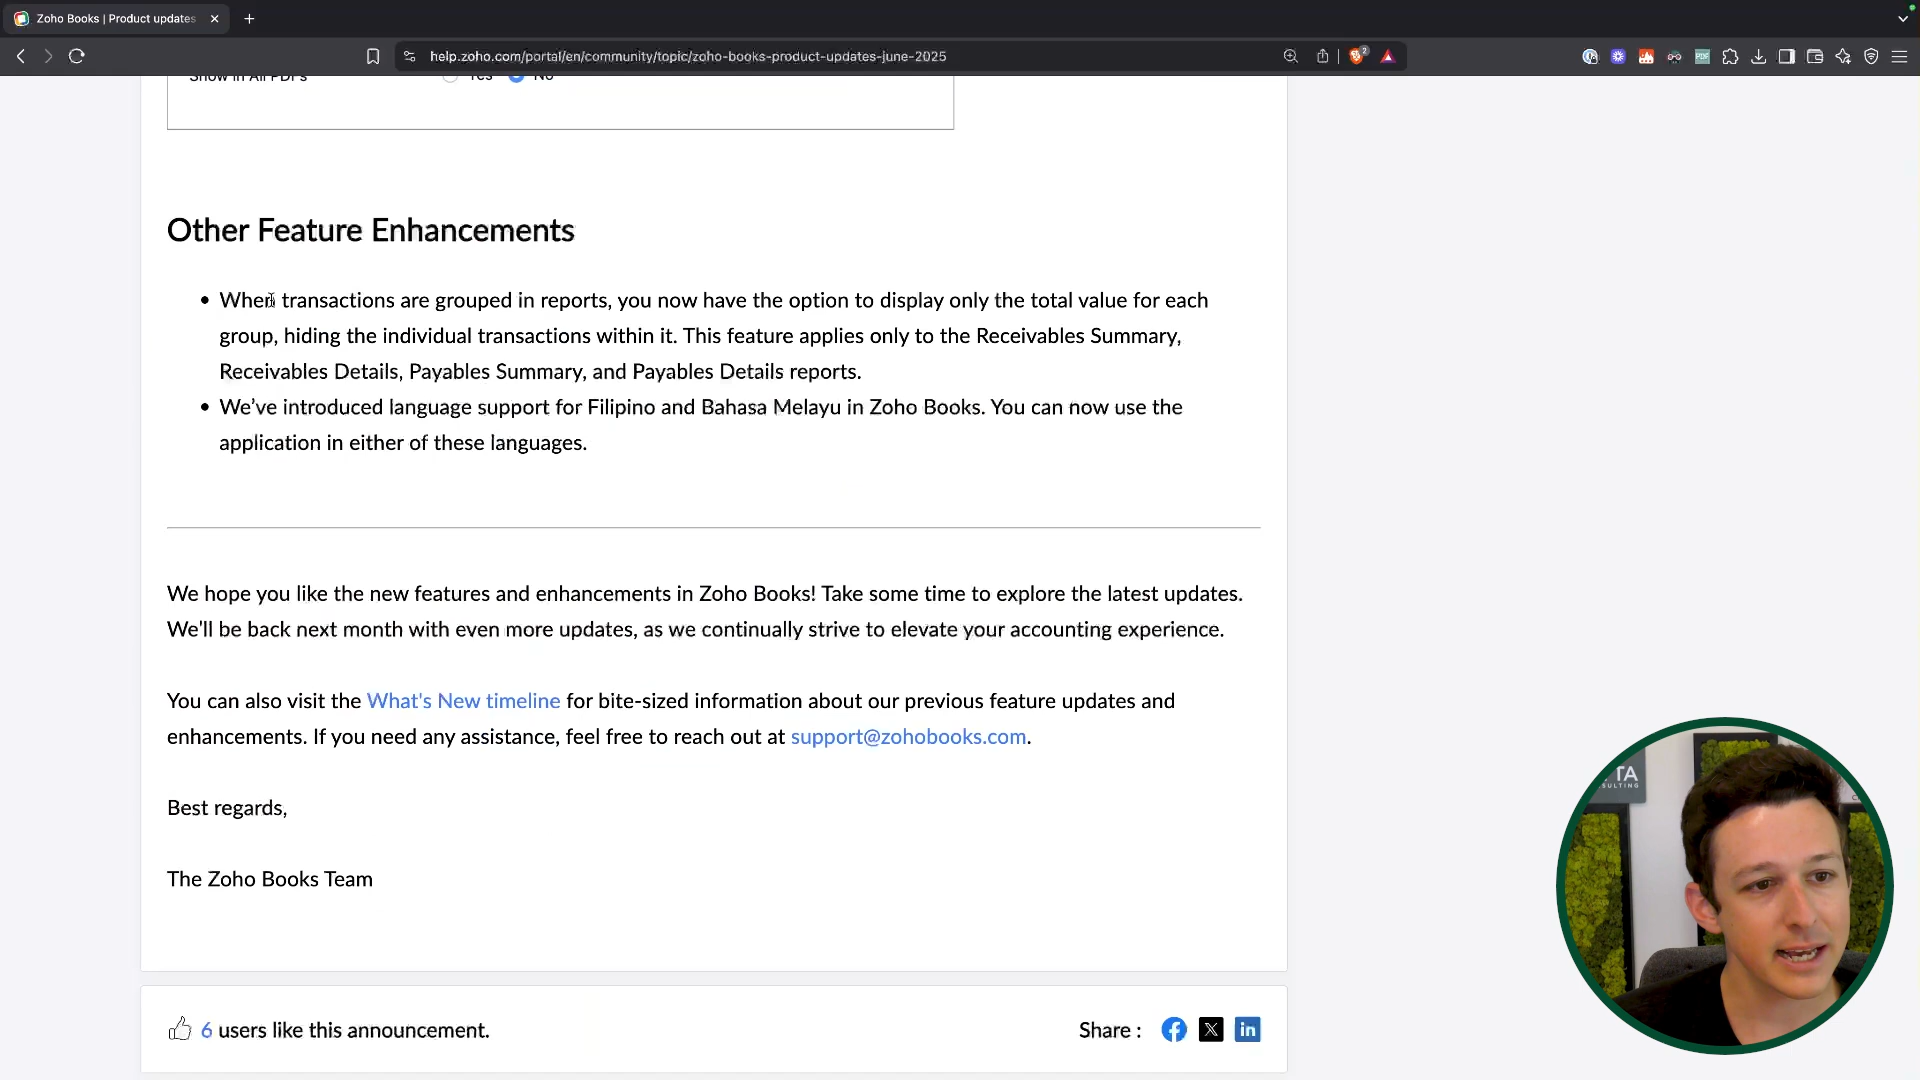 Zoho Books | Product updates
help.zoho.com/portal/en/community/topic/zoho-books-product-updates-june-2025
2
PDF
Show in All PDFs Yes No
Other Feature Enhancements
• When transactions are grouped in reports, you now have the option to display only the total value for each
group, hiding the individual transactions within it. This feature applies only to the Receivables Summary,
Receivables Details, Payables Summary, and Payables Details reports.
• We've introduced language support for Filipino and Bahasa Melayu in Zoho Books. You can now use the
application in either of these languages.
We hope you like the new features and enhancements in Zoho Books! Take some time to explore the latest updates.
We'll be back next month with even more updates, as we continually strive to elevate your accounting experience.
You can also visit the What's New timeline for bite-sized information about our previous feature updates and
enhancements. If you need any assistance, feel free to reach out at support@zohobooks.com.
Best regards,
The Zoho Books Team
6 users like this announcement.
Share :